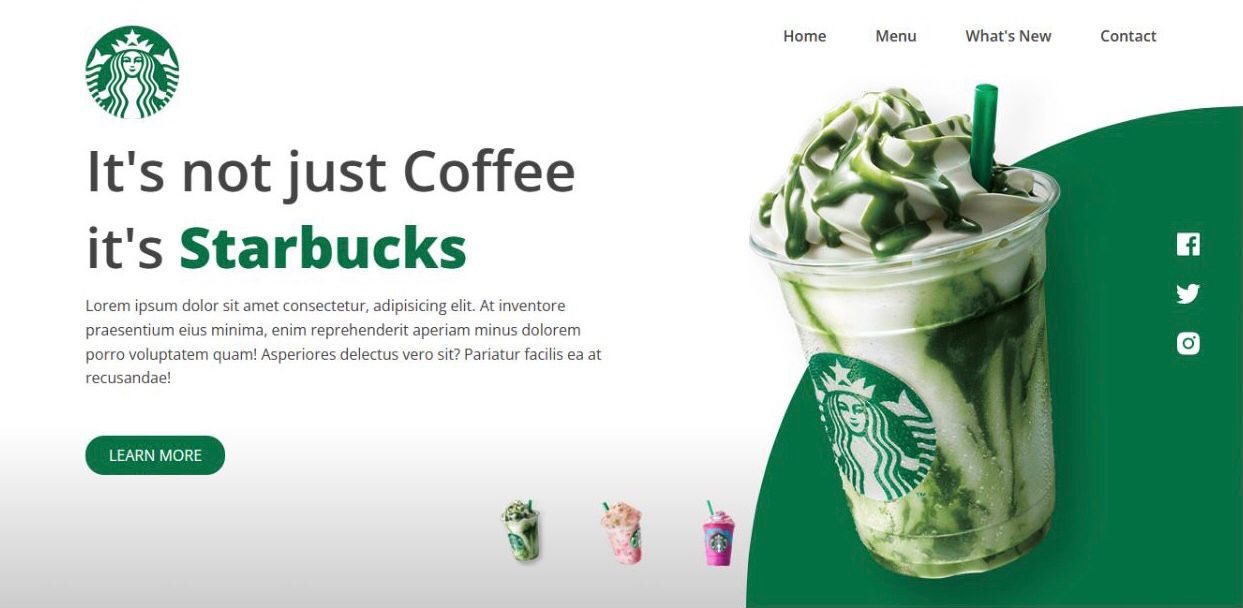 Home Menu What's New Contact
It's not just Coffee
it's Starbucks
Lorem ipsum dolor sit amet consectetur, adipisicing elit. At inventore
praesentium eius minima, enim reprehenderit aperiam minus dolorem
porro voluptatem quam! Asperiores delectus vero sit? Pariatur facilis ea at
recusandae!
LEARN MORE